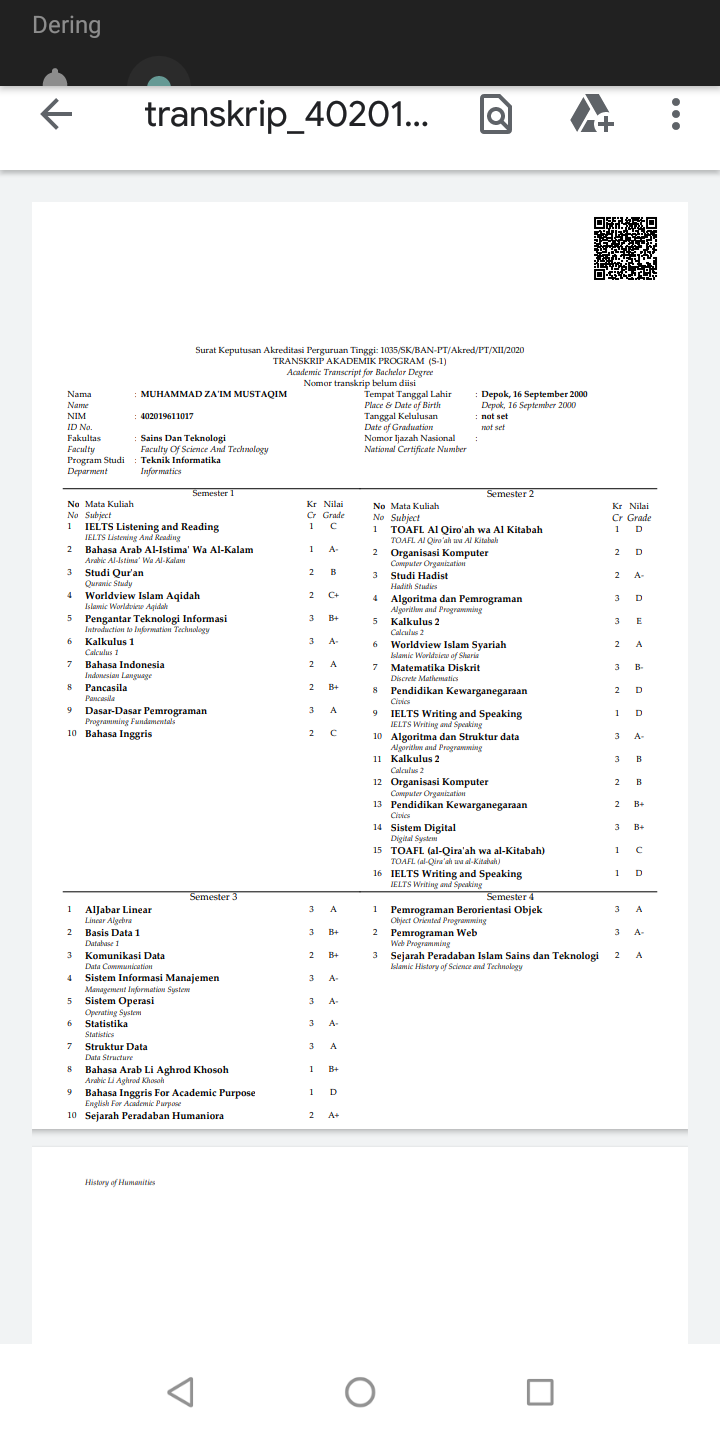 Dering
transkrip_40201...
Surat Keputusan Akreditasi Perguruan Tinggi: 1035/SK/BAN-PT/Akred/PT/XII/2020
TRANSKRIP AKADEMIK PROGRAM (S-1)
Academic Transcript for Bachelor Degree
Nomor transkrip belum diisi
Nama : MUHAMMAD ZA'IM MUSTAQIM
Name
NIM : 402019611017
ID No.
Fakultas : Sains Dan Teknologi
Faculty Faculty Of Science And Technology
Program Studi : Teknik Informatika
Deparment Informatics
Tempat Tanggal Lahir : Depok, 16 September 2000
Place & Date of Birth Depok, 16 September 2000
Tanggal Kelulusan : not set
Date of Graduation not set
Nomor Ijazah Nasional :
National Certificate Number
Semester 1
No Mata Kuliah Kr Nilai
No Subject Cr Grade
1 IELTS Listening and Reading 1 C
IELTS Listening And Reading
2 Bahasa Arab Al-Istima' Wa Al-Kalam 1 A-
Arabic Al-Istima' Wa Al-Kalam
3 Studi Qur'an 2 B
Quranic Study
4 Worldview Islam Aqidah 2 C+
Islamic Worldview Aqidah
5 Pengantar Teknologi Informasi 3 B+
Introduction to Information Technology
6 Kalkulus 1 3 A-
Calculus 1
7 Bahasa Indonesia 2 A
Indonesian Language
8 Pancasila 2 B+
Pancasila
9 Dasar-Dasar Pemrograman 3 A
Programming Fundamentals
10 Bahasa Inggris 2 C
Semester 2
No Mata Kuliah Kr Nilai
No Subject Cr Grade
1 TOAFL Al Qiro'ah wa Al Kitabah 1 D
TOAFL Al Qiro'ah wa Al Kitabah
2 Organisasi Komputer 2 D
Computer Organization
3 Studi Hadist 2 A-
Hadith Studies
4 Algoritma dan Pemrograman 3 D
Algorithm and Programming
5 Kalkulus 2 3 E
Calculus 2
6 Worldview Islam Syariah 2 A
Islamic Worldview of Sharia
7 Matematika Diskrit 3 B-
Discrete Mathematics
8 Pendidikan Kewarganegaraan 2 D
Civics
9 IELTS Writing and Speaking 1 D
IELTS Writing and Speaking
10 Algoritma dan Struktur data 3 A-
Algorithm and Programming
11 Kalkulus 2 3 B
Calculus 2
12 Organisasi Komputer 2 B
Computer Organization
13 Pendidikan Kewarganegaraan 2 B+
Civics
14 Sistem Digital 3 B+
Digital System
15 TOAFL (al-Qira'ah wa al-Kitabah) 1 C
TOAFL (al-Qira'ah wa al-Kitabah)
16 IELTS Writing and Speaking 1 D
IELTS Writing and Speaking
Semester 3
1 AlJabar Linear 3 A
Linear Algebra
2 Basis Data 1 3 B+
Database 1
3 Komunikasi Data 2 B+
Data Communication
4 Sistem Informasi Manajemen 3 A-
Management Information System
5 Sistem Operasi 3 A-
Operating System
6 Statistika 3 A-
Statistics
7 Struktur Data 3 A
Data Structure
8 Bahasa Arab Li Aghrod Khosoh 1 B+
Arabic Li Aghrod Khosoh
9 Bahasa Inggris For Academic Purpose 1 D
English For Academic Purpose
10 Sejarah Peradaban Humaniora 2 A+
Semester 4
1 Pemrograman Berorientasi Objek 3 A
Object Oriented Programming
2 Pemrograman Web 3 A-
Web Programming
3 Sejarah Peradaban Islam Sains dan Teknologi 2 A
Islamic History of Science and Technology
History of Humanities